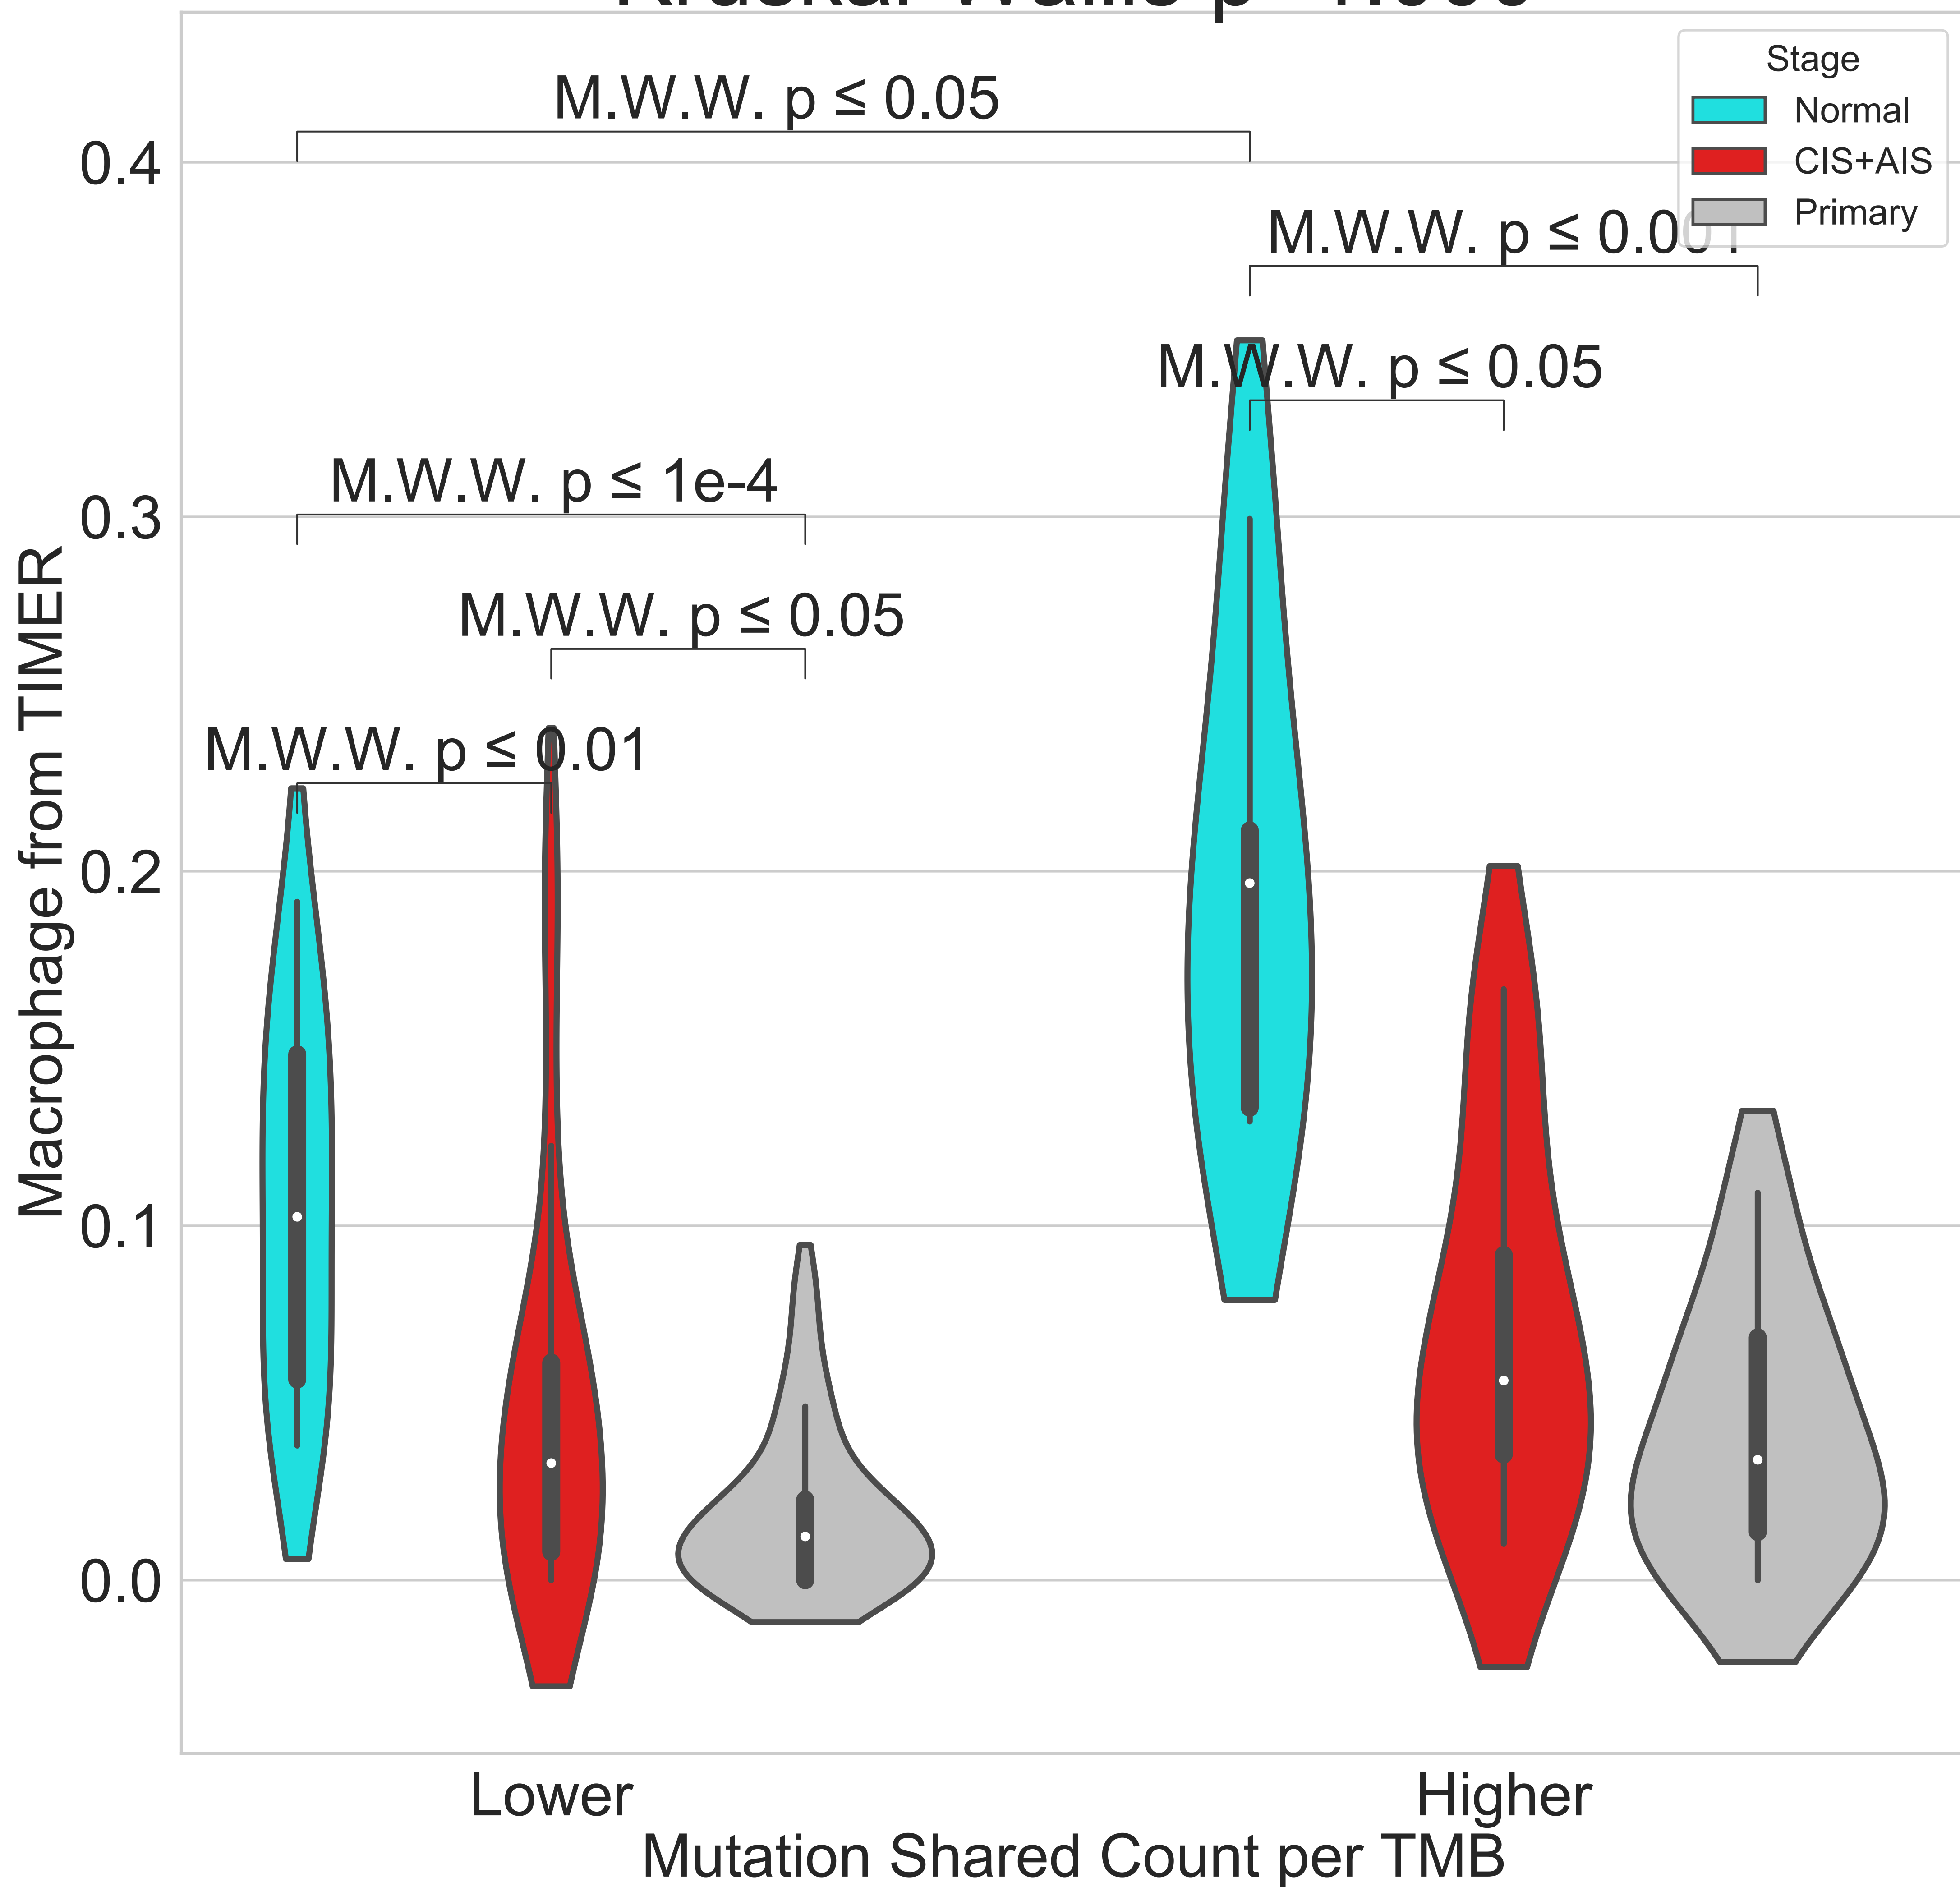 M.W.W. p ≤ 0.05
Stage
Normal
CIS+AIS
Primary
0.4
M.W.W. p ≤ 0.001
M.W.W. p ≤ 0.05
0.3
M.W.W. p ≤ 1e-4
M.W.W. p ≤ 0.05
M.W.W. p ≤ 0.01
0.2
0.1
0.0
Macrophage from TIMER
Lower
Higher
Mutation Shared Count per TMB